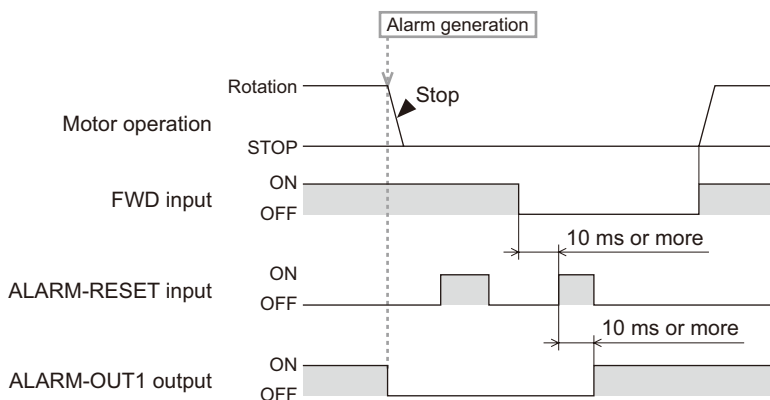 Alarm generation
Rotation
Stop
Motor operation
STOP
ON
FWD input
OFF
10 ms or more
ON
ALARM-RESET input
OFF
10 ms or more
ON
ALARM-OUT1 output
OFF